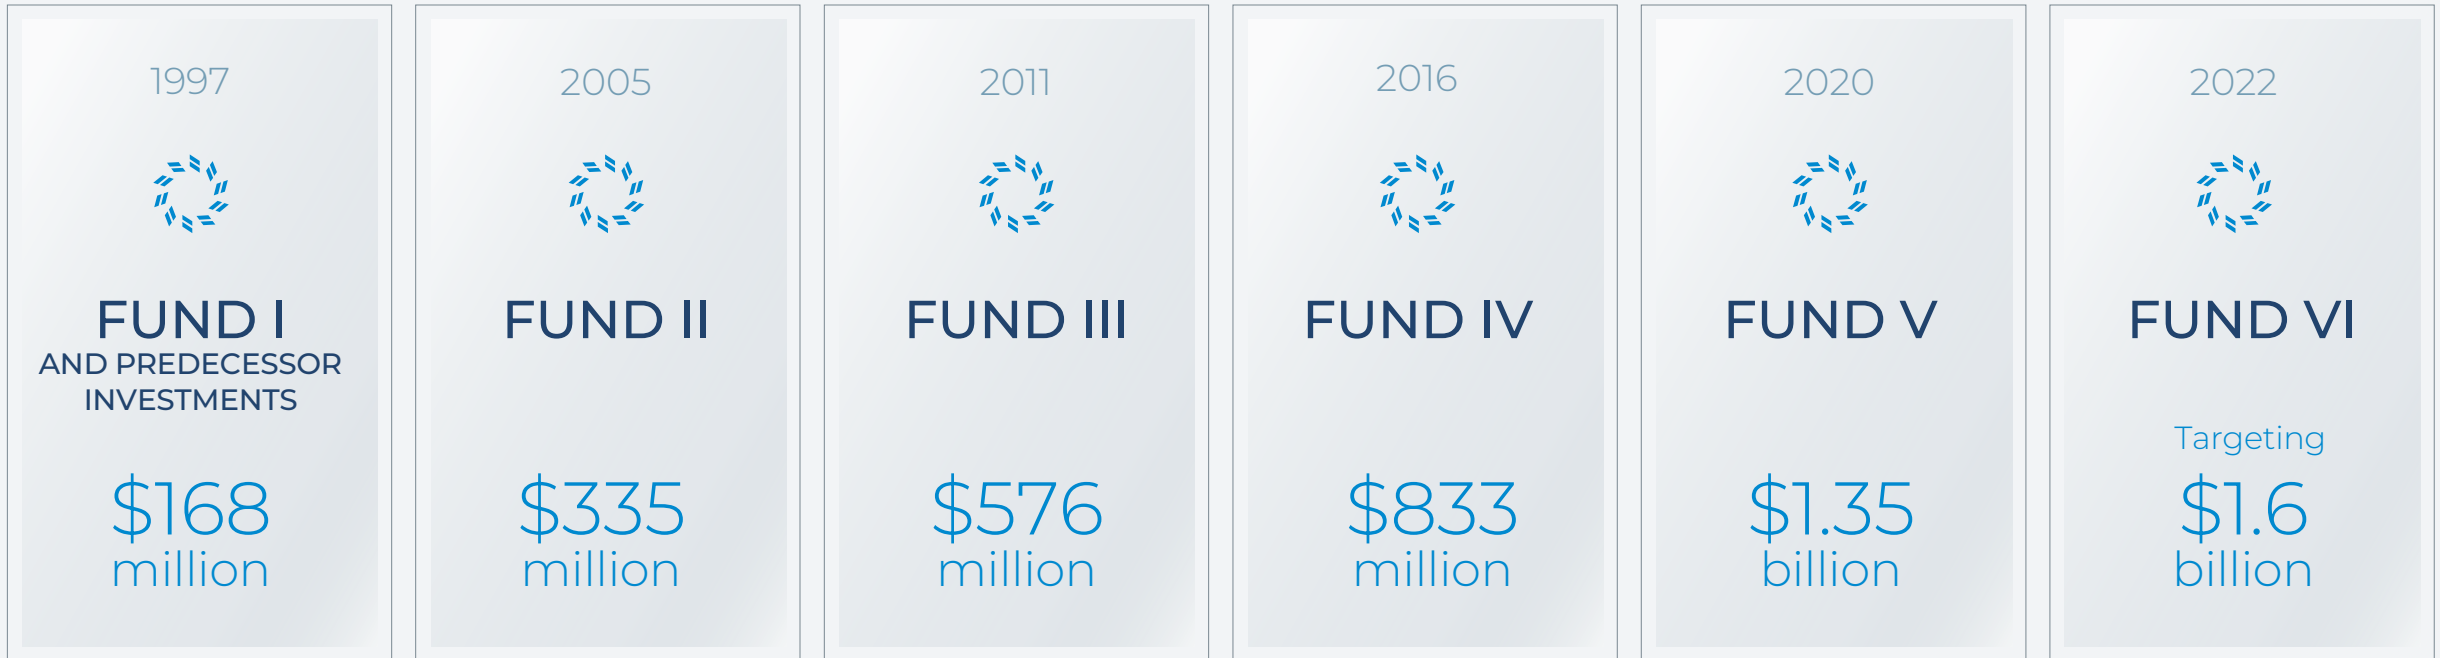 1997
FUND I
AND PREDECESSOR
INVESTMENTS
$168
million
2005
FUND II
$335
million
2011
FUND III
$576
million
2016
FUND IV
$833
million
2020
FUND V
$1.35
billion
2022
FUND VI
Targeting
$1.6
billion